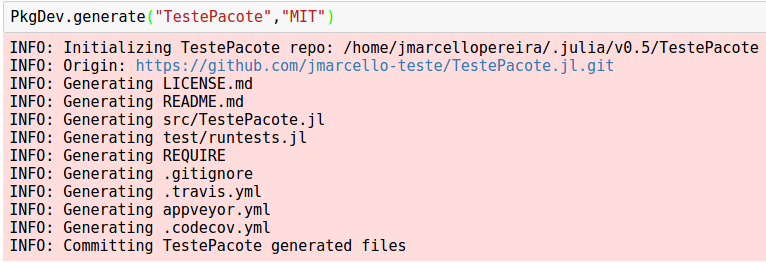 PkgDev.generate("TestePacote","MIT")
INFO: Initializing TestePacote repo: /home/jmarcellopereira/.julia/v0.5/TestePacote
INFO: Origin: https://github.com/jmarcello-teste/TestePacote.jl.git
INFO: Generating LICENSE.md
INFO: Generating README.md
INFO: Generating src/TestePacote.jl
INFO: Generating test/runtests.jl
INFO: Generating REQUIRE
INFO: Generating .gitignore
INFO: Generating .travis.yml
INFO: Generating appveyor.yml
INFO: Generating .codecov.yml
INFO: Committing TestePacote generated files